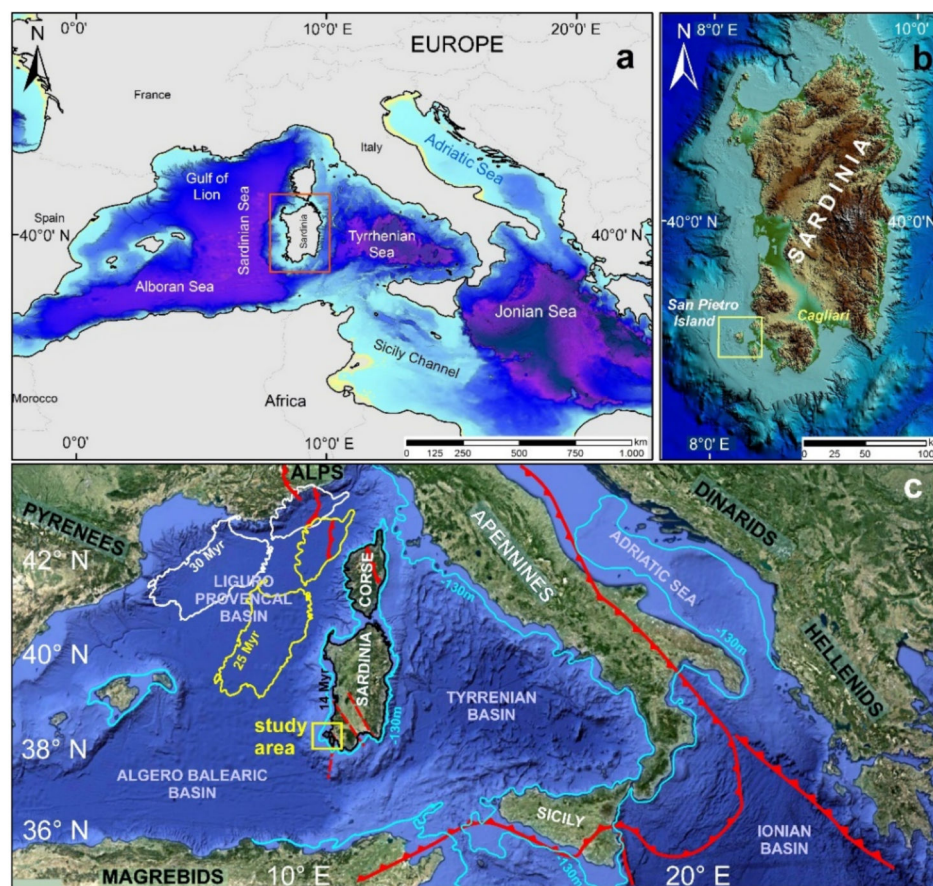 0°0'
10°0' E
20°0' E
N
EUROPE
a
France
Italy
Adriatic Sea
Gulf of
Lion
Sardinian Sea
Spain
40°0' N
Sardinia
Tyrrhenian
Sea
40°0' N
Alboran Sea
Jonian Sea
Sicily Channel
Morocco
Africa
km
0 125 250 500 750 1.000
0°0'
10°0' E
8°0' E
10°0'
N
b
SARDINIA
40°0' N
40°0' N
San Pietro
Island
Cagliari
8°0' E
km
0 25 50 100
ALPS
c
PYRENEES
DINARIDS
42° N
30 Myr
APENNINES
ADRIATIC SEA
LIGURO
PROVENCAL
BASIN
CORSE
-130m
-130m
HELLENIDS
25 Myr
40° N
14 Myr
SARDINIA
TYRRENIAN
BASIN
study
area
-130m
38° N
ALGERO BALEARIC
BASIN
SICILY
36° N
IONIAN
BASIN
-130m
MAGREBIDS
10° E
20° E